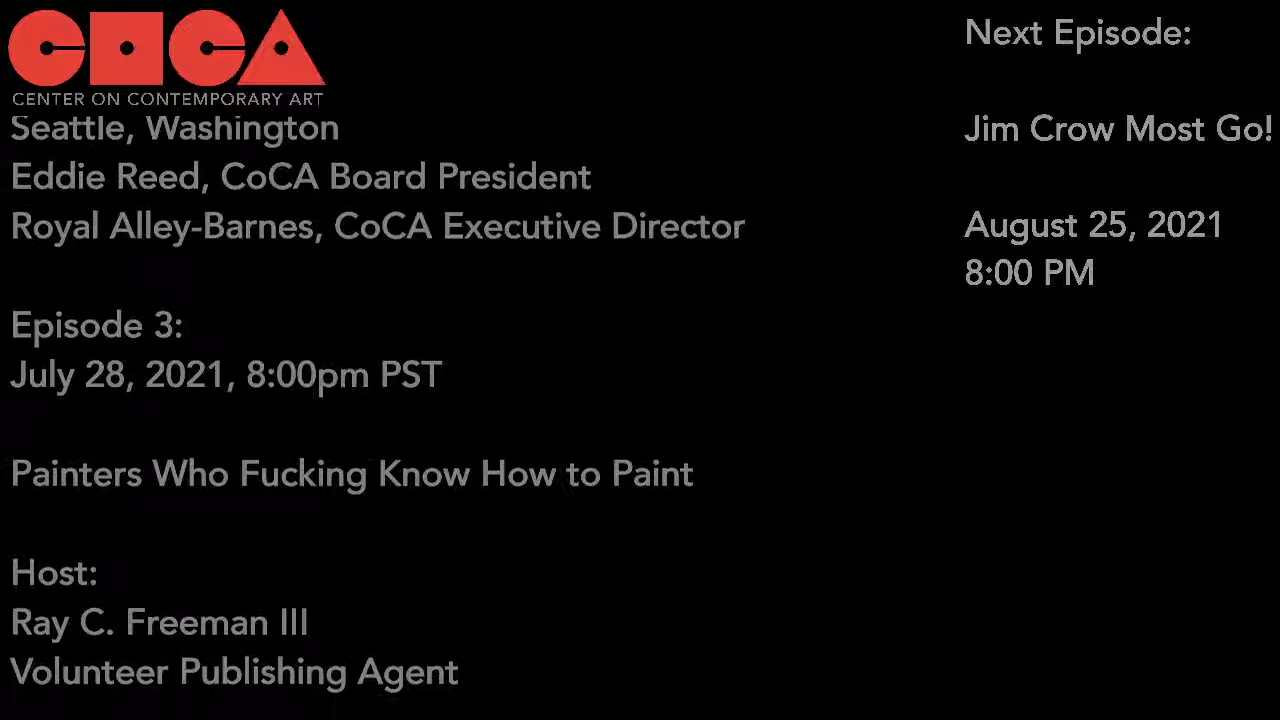 COCA
CENTER ON CONTEMPORARY ART
Seattle, Washington
Eddie Reed, CoCA Board President
Royal Alley-Barnes, CoCA Executive Director
Episode 3:
July 28, 2021, 8:00pm PST
Painters Who Fucking Know How to Paint
Host:
Ray C. Freeman III
Volunteer Publishing Agent
Next Episode:
Jim Crow Most Go!
August 25, 2021
8:00 PM